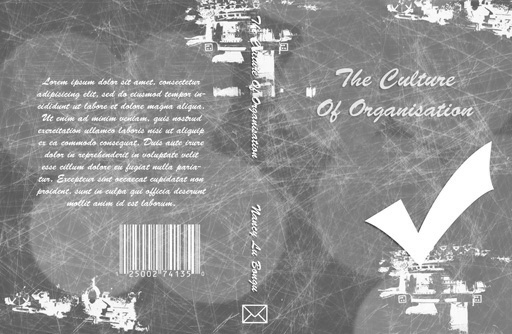 Lorem ipsum dolor sit amet, consectetur
adipisicing elit, sed do eiusmod tempor in-
cididunt ut labore et dolore magna aliqua.
Ut enim ad minim veniam, quis nostrud
exercitation ullamco laboris nisi ut aliquip
ex ea commodo consequat. Duis aute irure
dolor in reprehenderit in voluptate velit
esse cillum dolore eu fugiat nulla paria-
tur. Excepteur sint occaecat cupidatat non
proident, sunt in culpa qui officia deserunt
mollit anim id est laborum.
25002 74135 0
The Culture Of Organisation
The Culture
Of Organisation